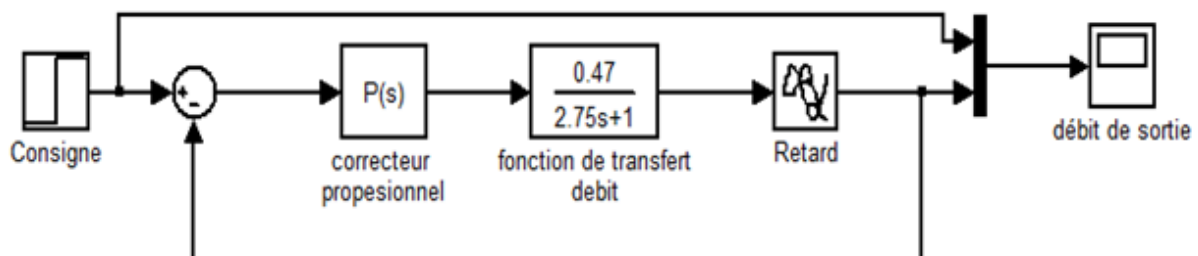 +
-
P(s)
0.47
2.75s+1
Consigne
correcteur
propesionnel
fonction de transfert
debit
Retard
débit de sortie